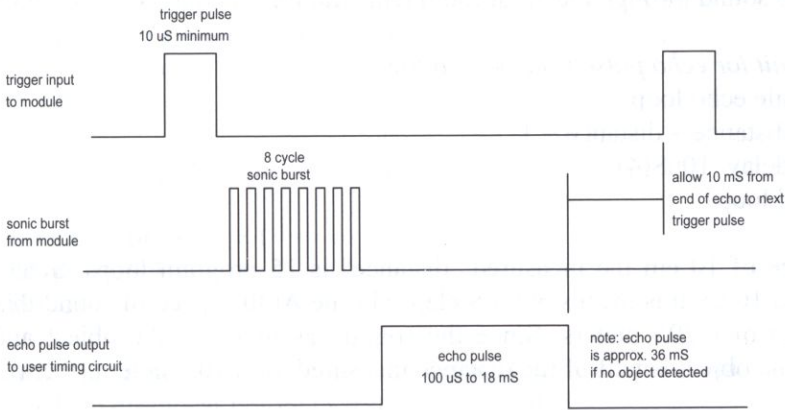 trigger pulse
10 uS minimum
trigger input
to module
8 cycle
sonic burst
allow 10 mS from
end of echo to next
trigger pulse
sonic burst
from module
echo pulse output
to user timing circuit
echo pulse
100 uS to 18 mS
note: echo pulse
is approx. 36 mS
if no object detected